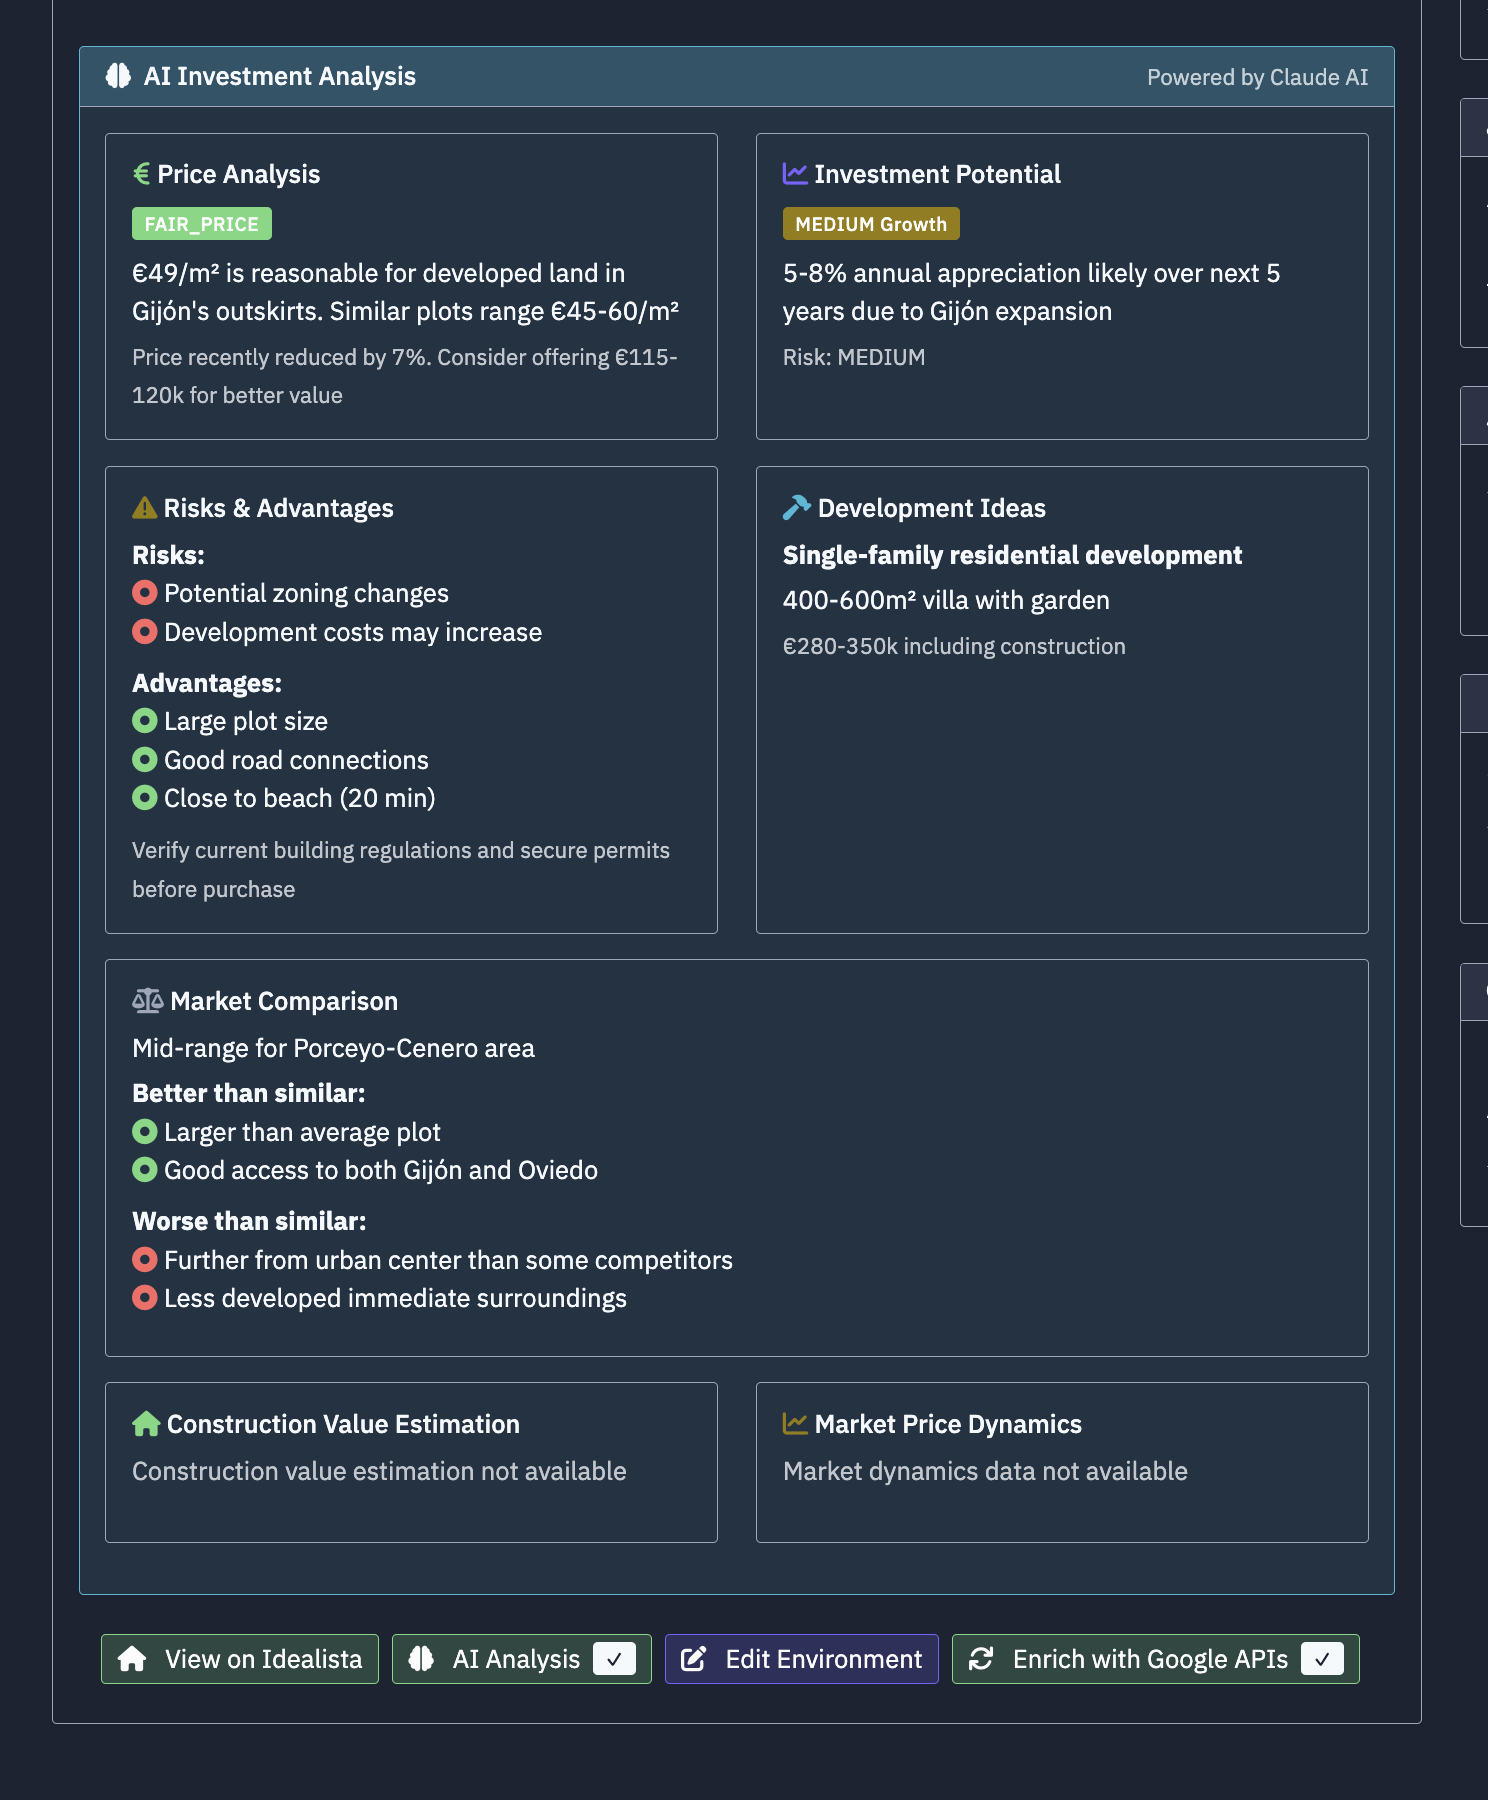 AI Investment Analysis
Powered by Claude AI
Price Analysis
FAIR_PRICE
€49/m² is reasonable for developed land in
Gijón's outskirts. Similar plots range €45-60/m²
Price recently reduced by 7%. Consider offering €115-
120k for better value
Investment Potential
MEDIUM Growth
5-8% annual appreciation likely over next 5
years due to Gijón expansion
Risk: MEDIUM
Risks & Advantages
Risks:
Potential zoning changes
Development costs may increase
Advantages:
Large plot size
Good road connections
Close to beach (20 min)
Verify current building regulations and secure permits
before purchase
Development Ideas
Single-family residential development
400-600m² villa with garden
€280-350k including construction
Market Comparison
Mid-range for Porceyo-Cenero area
Better than similar:
Larger than average plot
Good access to both Gijón and Oviedo
Worse than similar:
Further from urban center than some competitors
Less developed immediate surroundings
Construction Value Estimation
Construction value estimation not available
Market Price Dynamics
Market dynamics data not available
View on Idealista
AI Analysis ✓
Edit Environment
Enrich with Google APIs ✓